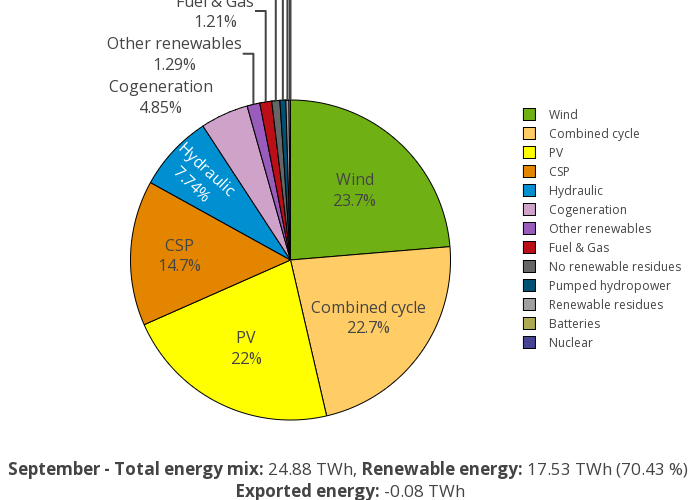 Fuel & Gas
1.21%
Other renewables
1.29%
Cogeneration
4.85%
Hydraulic
7.74%
Wind
23.7%
CSP
14.7%
Combined cycle
22.7%
PV
22%
Wind
Combined cycle
PV
CSP
Hydraulic
Cogeneration
Other renewables
Fuel & Gas
No renewable residues
Pumped hydropower
Renewable residues
Batteries
Nuclear
September - Total energy mix: 24.88 TWh, Renewable energy: 17.53 TWh (70.43 %)
Exported energy: -0.08 TWh